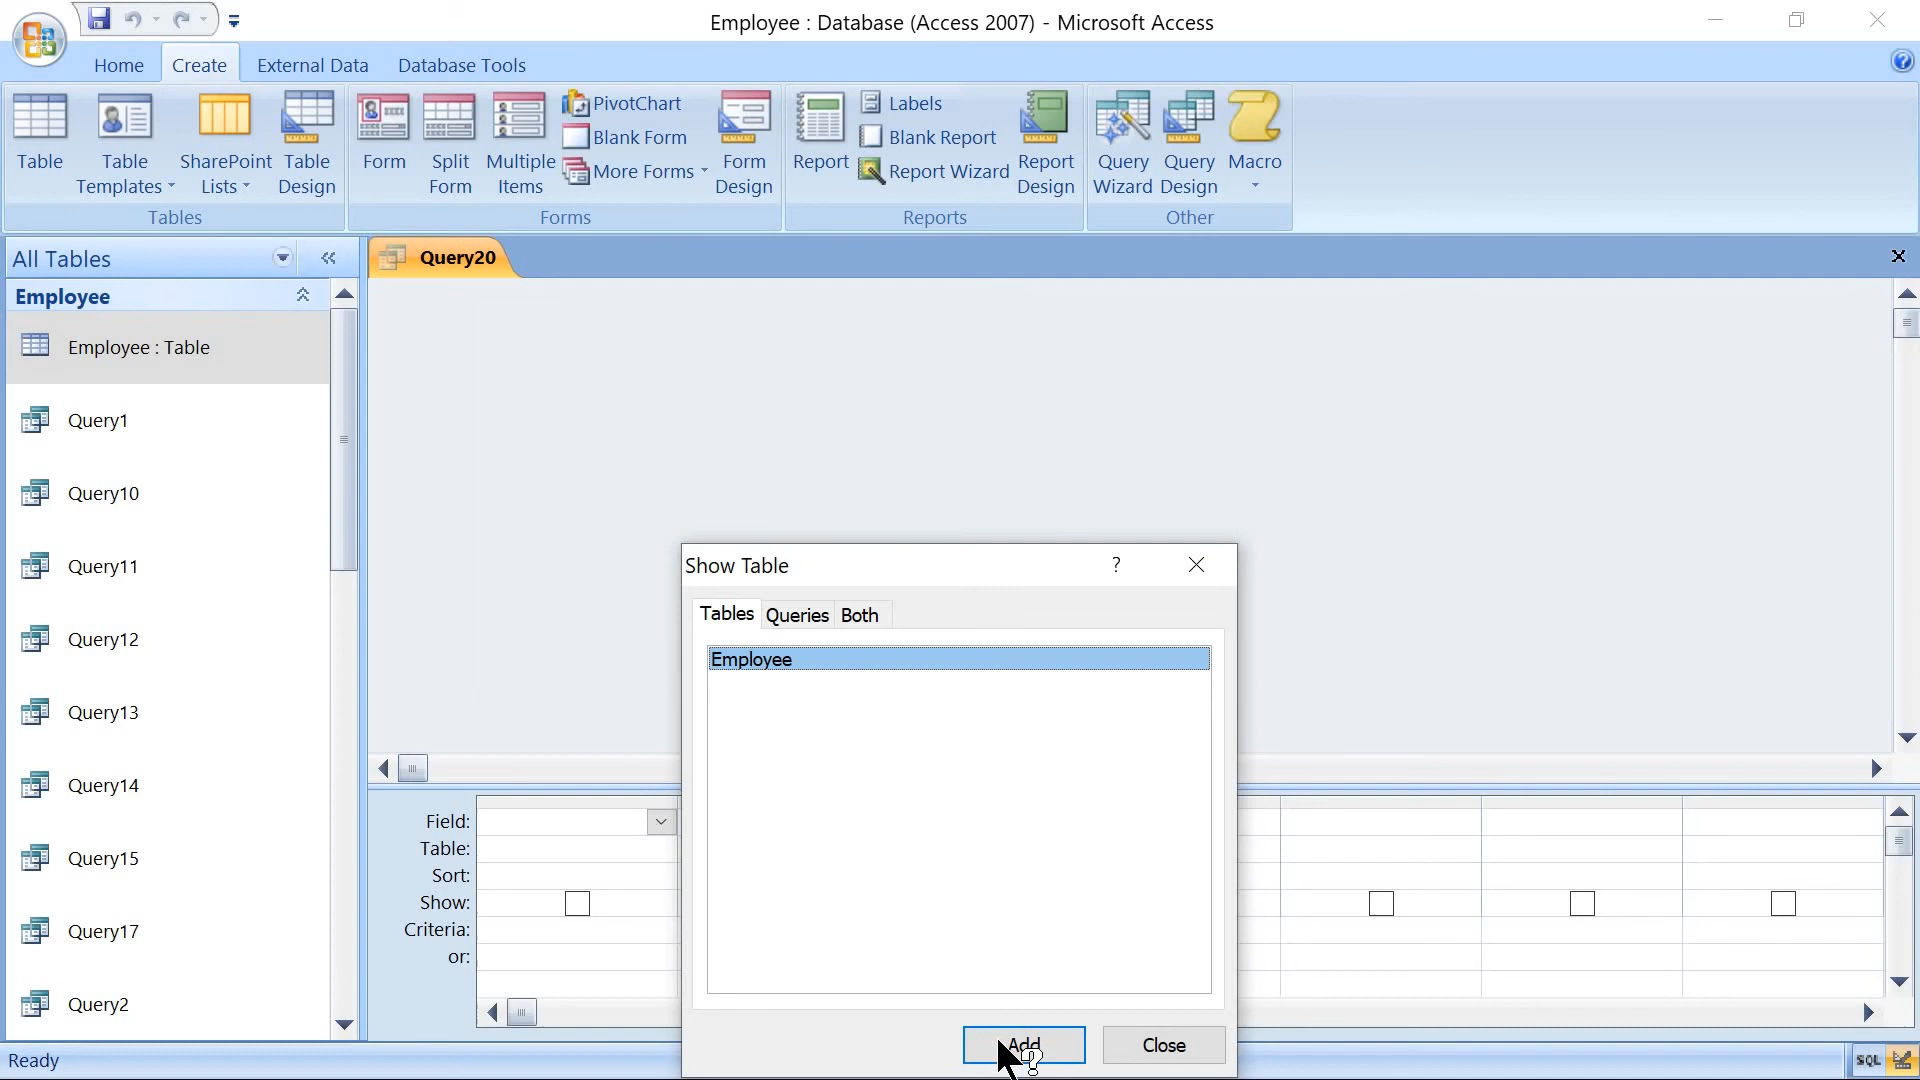 Employee : Database (Access 2007) - Microsoft Access
Home Create External Data Database Tools
Table
Table Templates
SharePoint Lists
Table Design
Tables
Form
Split Form
Multiple Items
PivotChart
Blank Form
More Forms
Form Design
Forms
Report
Labels
Blank Report
Report Wizard
Report Design
Reports
Query Wizard
Query Design
Macro
Other
All Tables
Employee
Employee : Table
Query1
Query10
Query11
Query12
Query13
Query14
Query15
Query17
Query2
Query20
Show Table ?
Tables Queries Both
Employee
Add Close
Field:
Table:
Sort:
Show:
Criteria:
or:
Ready
SQL